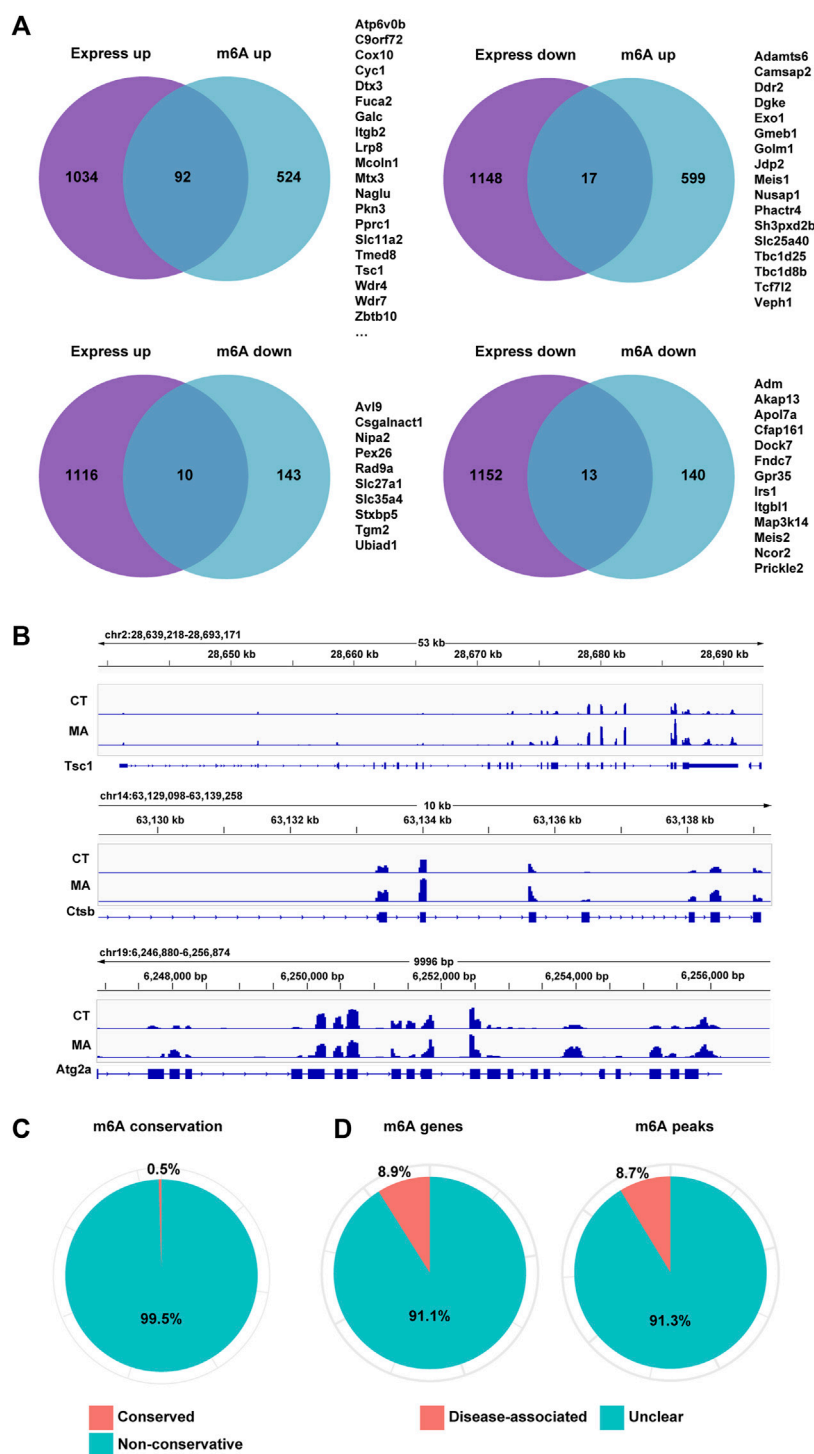 A
Express up
m6A up
1034
92
524
Atp6v0b
C9orf72
Cox10
Cyc1
Dtx3
Fuca2
Galc
Itgb2
Lrp8
Mcoln1
Mtx3
Naglu
Pkn3
Pprc1
Slc11a2
Tmed8
Tsc1
Wdr4
Wdr7
Zbtb10
...
Express down
m6A up
1148
17
599
Adamts6
Camsap2
Ddr2
Dgke
Exo1
Gmeb1
Golm1
Jdp2
Meis1
Nusap1
Phactr4
Sh3pxd2b
Slc25a40
Tbc1d25
Tbc1d8b
Tcf7l2
Veph1
Express up
m6A down
1116
10
143
Avl9
Csgalnact1
Nipa2
Pex26
Rad9a
Slc27a1
Slc35a4
Stxbp5
Tgm2
Ubiad1
Express down
m6A down
1152
13
140
Adm
Akap13
Apol7a
Cfap161
Dock7
Fndc7
Gpr35
Irs1
Itgbl1
Map3k14
Meis2
Ncor2
Prickle2
B
chr2:28,639,218-28,693,171
53 kb
28,650 kb 28,660 kb 28,670 kb 28,680 kb 28,690 kb
CT
MA
Tsc1
chr14:63,129,098-63,139,258
10 kb
63,130 kb 63,132 kb 63,134 kb 63,136 kb 63,138 kb
CT
MA
Ctsb
chr19:6,246,880-6,256,874
9996 bp
6,248,000 bp 6,250,000 bp 6,252,000 bp 6,254,000 bp 6,256,000 bp
CT
MA
Atg2a
C
m6A conservation
0.5%
99.5%
Conserved
Non-conservative
D
m6A genes
8.9%
91.1%
m6A peaks
8.7%
91.3%
Disease-associated
Unclear